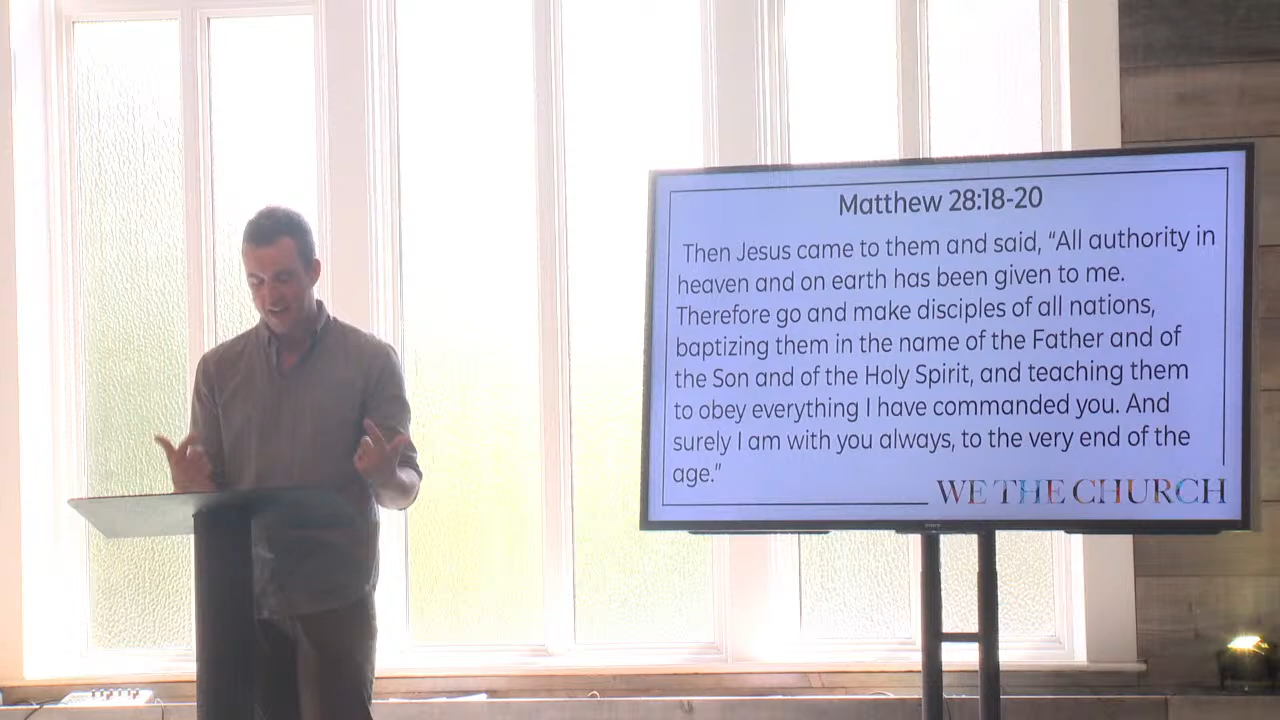 Matthew 28:18-20
Then Jesus came to them and said, “All authority in
heaven and on earth has been given to me.
Therefore go and make disciples of all nations,
baptizing them in the name of the Father and of
the Son and of the Holy Spirit, and teaching them
to obey everything I have commanded you. And
surely I am with you always, to the very end of the
age.”
WE THE CHURCH